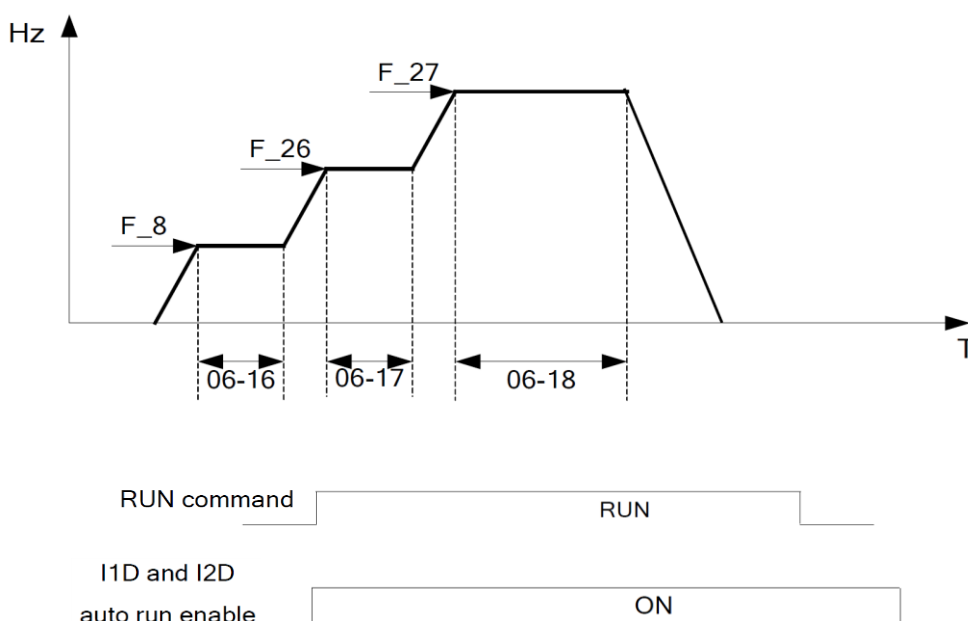 Hz
F_27
F_26
F_8
T
06-16
06-17
06-18
RUN command
RUN
I1D and I2D
auto run enable
ON